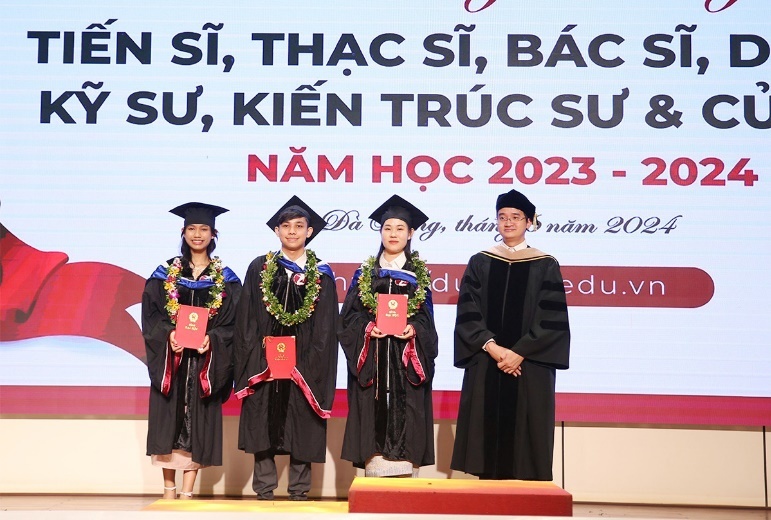 TIẾN SĨ, THẠC SĨ, BÁC SĨ, D
KỸ SƯ, KIẾN TRÚC SƯ & CỬ
NĂM HỌC 2023 - 2024
Đà tháng năm 2024
edu.vn